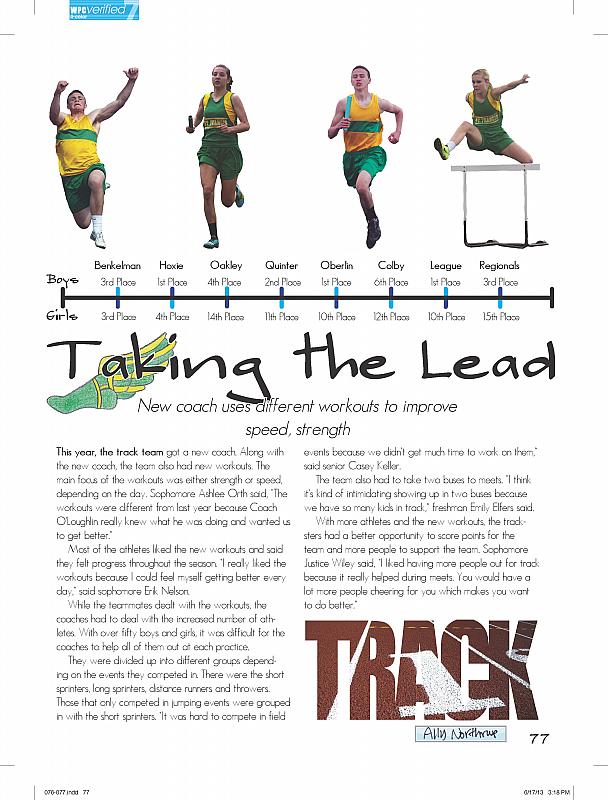 WPC verified 7
4-color
Benkelman Hoxie Oakley Quinter Oberlin Colby League Regionals
Boys 3rd Place 1st Place 4th Place 2nd Place 1st Place 6th Place 1st Place 3rd Place
Girls 3rd Place 4th Place 14th Place 11th Place 10th Place 12th Place 10th Place 15th Place
Taking the Lead
New coach uses different workouts to improve
speed, strength
This year, the track team got a new coach. Along with
the new coach, the team also had new workouts. The
main focus of the workouts was either strength or speed,
depending on the day. Sophomore Ashlee Orth said, "The
workouts were different from last year because Coach
O'Loughlin really knew what he was doing and wanted us
to get better."
Most of the athletes liked the new workouts and said
they felt progress throughout the season. "I really liked the
workouts because I could feel myself getting better every
day," said sophomore Erik Nelson.
While the teammates dealt with the workouts, the
coaches had to deal with the increased number of ath-
letes. With over fifty boys and girls, it was difficult for the
coaches to help all of them out at each practice.
They were divided up into different groups depend-
ing on the events they competed in. There were the short
sprinters, long sprinters, distance runners and throwers.
Those that only competed in jumping events were grouped
in with the short sprinters. "It was hard to compete in field
events because we didn't get much time to work on them,"
said senior Casey Keller.
The team also had to take two buses to meets. "I think
it's kind of intimidating showing up in two buses because
we have so many kids in track," freshman Emily Elfers said.
With more athletes and the new workouts, the track-
sters had a better opportunity to score points for the
team and more people to support the team. Sophomore
Justice Wiley said, "I liked having more people out for track
because it really helped during meets. You would have a
lot more people cheering for you which makes you want
to do better."
TRACK
Ally Northrup
77
076-077.indd 77
6/17/13 3:18 PM